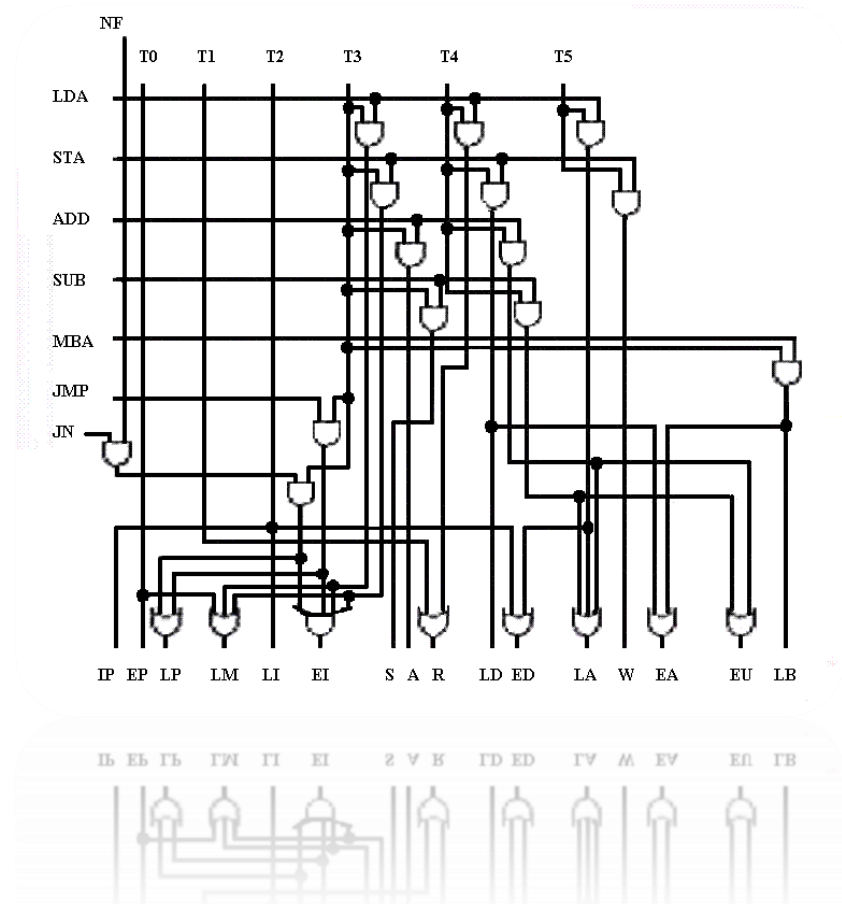 NF
T0 T1 T2 T3 T4 T5
LDA
STA
ADD
SUB
MBA
JMP
JN
IP EP LP LM LI EI S A R LD ED LA W EA EU LB